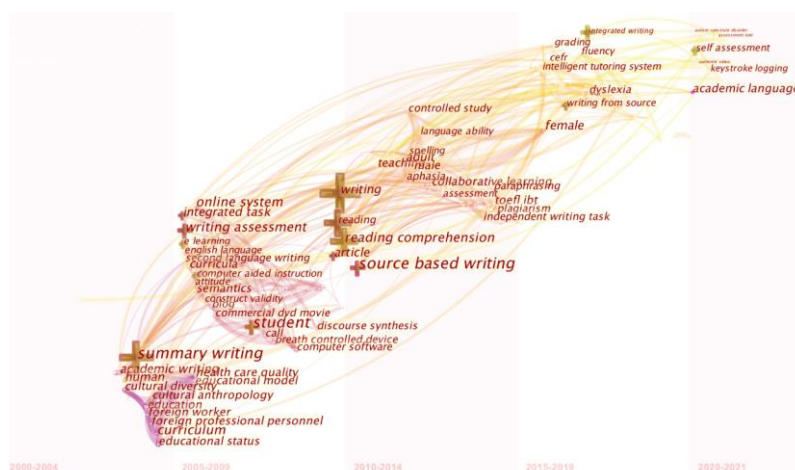 integrated writing
grading
fluency
self assessment
cefr
intelligent tutoring system
keystroke logging
dyslexia
academic language
writing from source
controlled study
female
language ability
spelling
adult
teaching
male
aphasia
collaborative learning
paraphrasing
assessment
toefl ibt
plagiarism
independent writing task
writing
online system
integrated task
reading
writing assessment
reading comprehension
e learning
english language
second language writing
article
curricula
source based writing
computer aided instruction
attitude
semantics
construct validity
blog
commercial dvd movie
student
discourse synthesis
call
breath controlled device
computer software
summary writing
academic writing
health care quality
human
educational model
cultural diversity
cultural anthropology
education
foreign worker
foreign professional personnel
curriculum
educational status
2000-2004
2005-2009
2010-2014
2015-2019
2020-2021